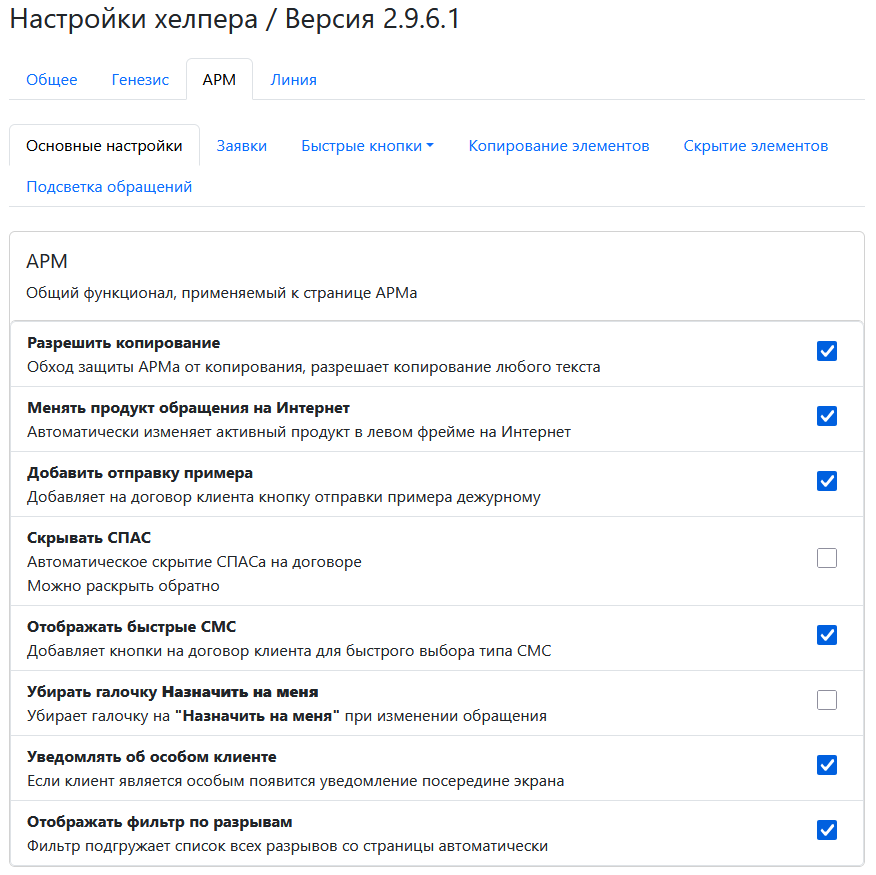 Настройки хелпера / Версия 2.9.6.1
Общее Генезис АРМ Линия
Основные настройки Заявки Быстрые кнопки Копирование элементов Скрытие элементов
Подсветка обращений
АРМ
Общий функционал, применяемый к странице АРМа
Разрешить копирование
Обход защиты АРМа от копирования, разрешает копирование любого текста
Менять продукт обращения на Интернет
Автоматически изменяет активный продукт в левом фрейме на Интернет
Добавить отправку примера
Добавляет на договор клиента кнопку отправки примера дежурному
Скрывать СПАС
Автоматическое скрытие СПАСа на договоре
Можно раскрыть обратно
Отображать быстрые СМС
Добавляет кнопки на договор клиента для быстрого выбора типа СМС
Убирать галочку Назначить на меня
Убирает галочку на "Назначить на меня" при изменении обращения
Уведомлять об особом клиенте
Если клиент является особым появится уведомление посередине экрана
Отображать фильтр по разрывам
Фильтр подгружает список всех разрывов со страницы автоматически